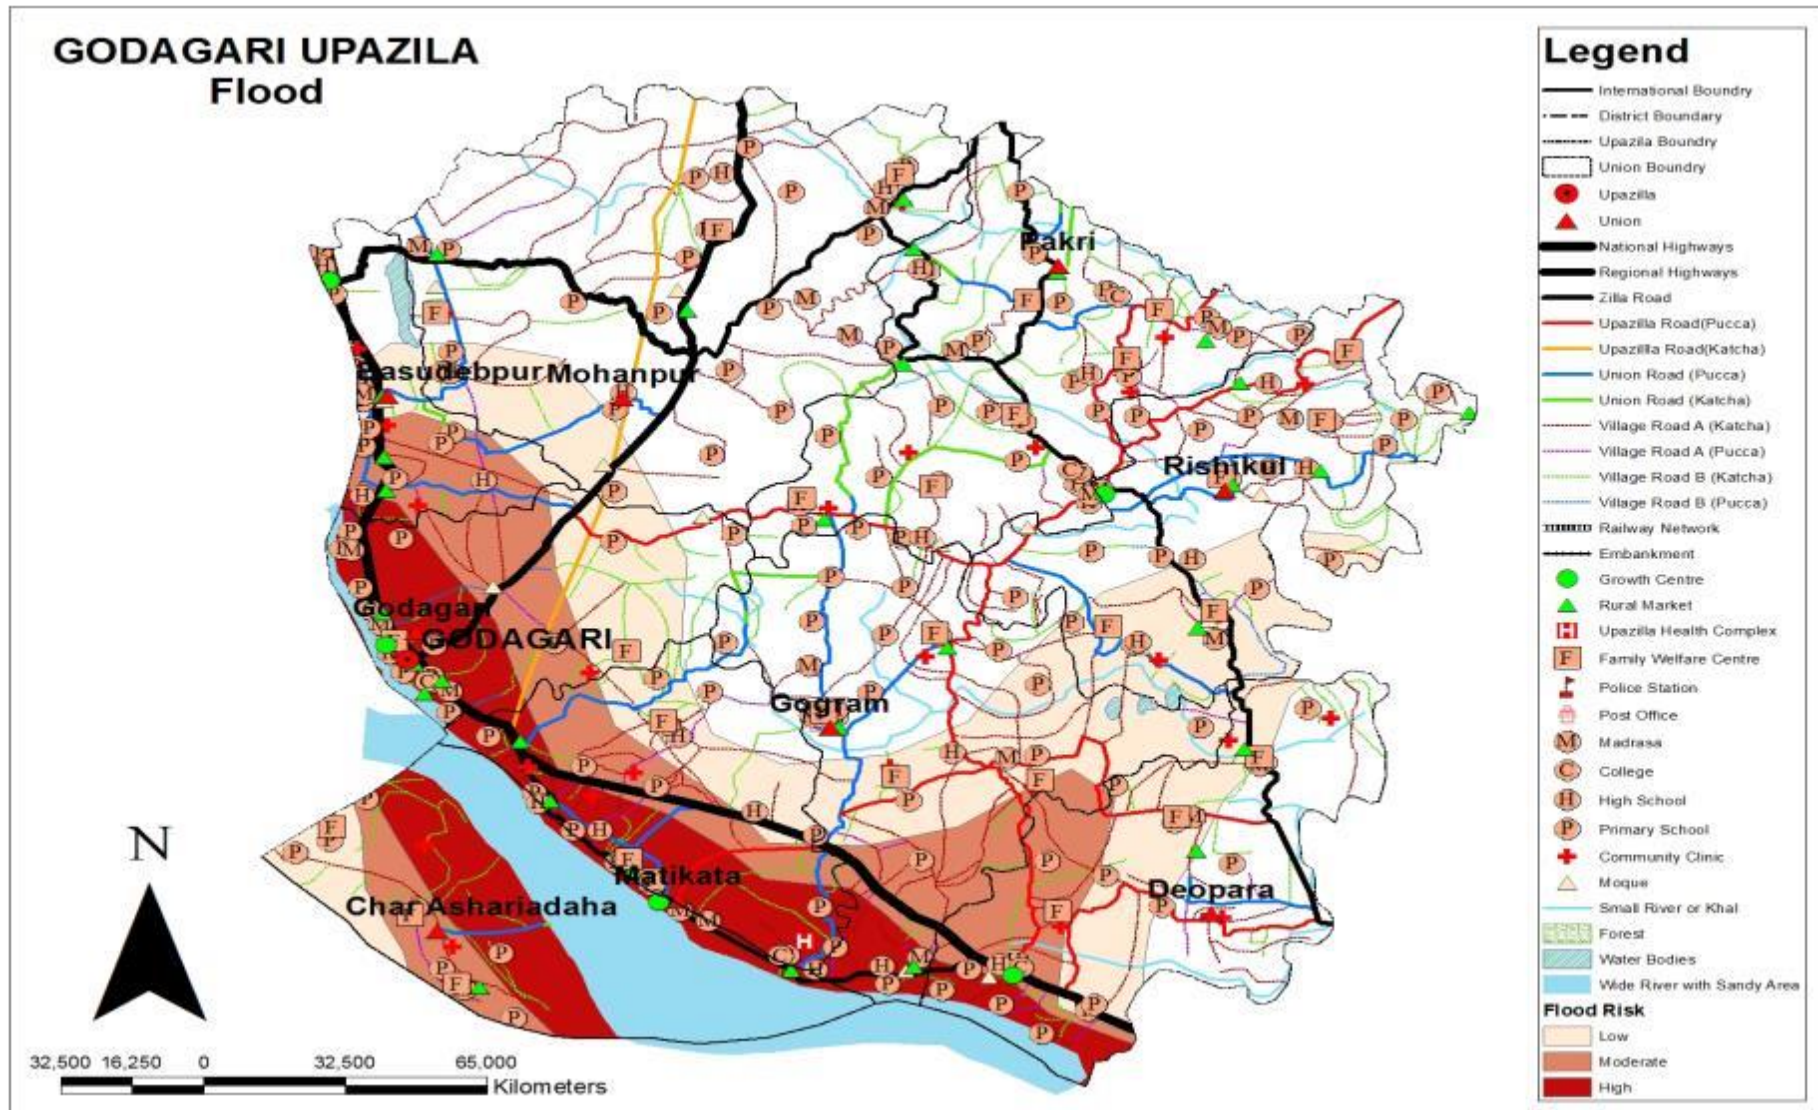 GODAGARI UPAZILA
Flood
Pakri
Basudebpur
Mohanpur
Rishikul
Godagari
GODAGARI
Gogram
Matikata
Char Ashariadaha
Deopara
N
32,500 16,250 0 32,500 65,000
Kilometers
Legend
International Boundry
District Boundary
Upazila Boundry
Union Boundry
Upazilla
Union
National Highways
Regional Highways
Zilla Road
Upazilla Road(Pucca)
Upazillla Road(Katcha)
Union Road (Pucca)
Union Road (Katcha)
Village Road A (Katcha)
Village Road A (Pucca)
Village Road B (Katcha)
Village Road B (Pucca)
Railway Network
Embankment
Growth Centre
Rural Market
H Upazilla Health Complex
F Family Welfare Centre
Police Station
Post Office
M Madrasa
C College
H High School
P Primary School
Community Clinic
Moque
Small River or Khal
Forest
Water Bodies
Wide River with Sandy Area
Flood Risk
Low
Moderate
High